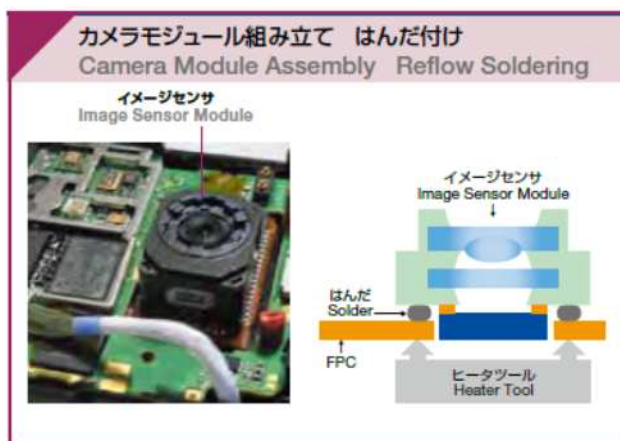 カメラモジュール組み立て　はんだ付け
Camera Module Assembly Reflow Soldering
イメージセンサ
Image Sensor Module
イメージセンサ
Image Sensor Module
はんだ
Solder
FPC
ヒータツール
Heater Tool